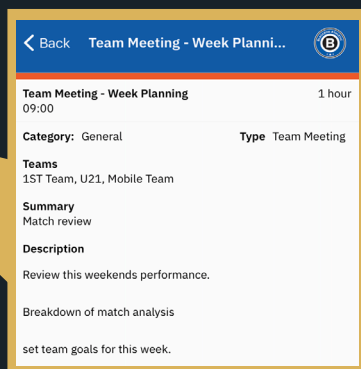 Back Team Meeting - Week Planni...
B
Team Meeting - Week Planning 1 hour
09:00
Category: General Type Team Meeting
Teams
1ST Team, U21, Mobile Team
Summary
Match review
Description
Review this weekends performance.
Breakdown of match analysis
set team goals for this week.